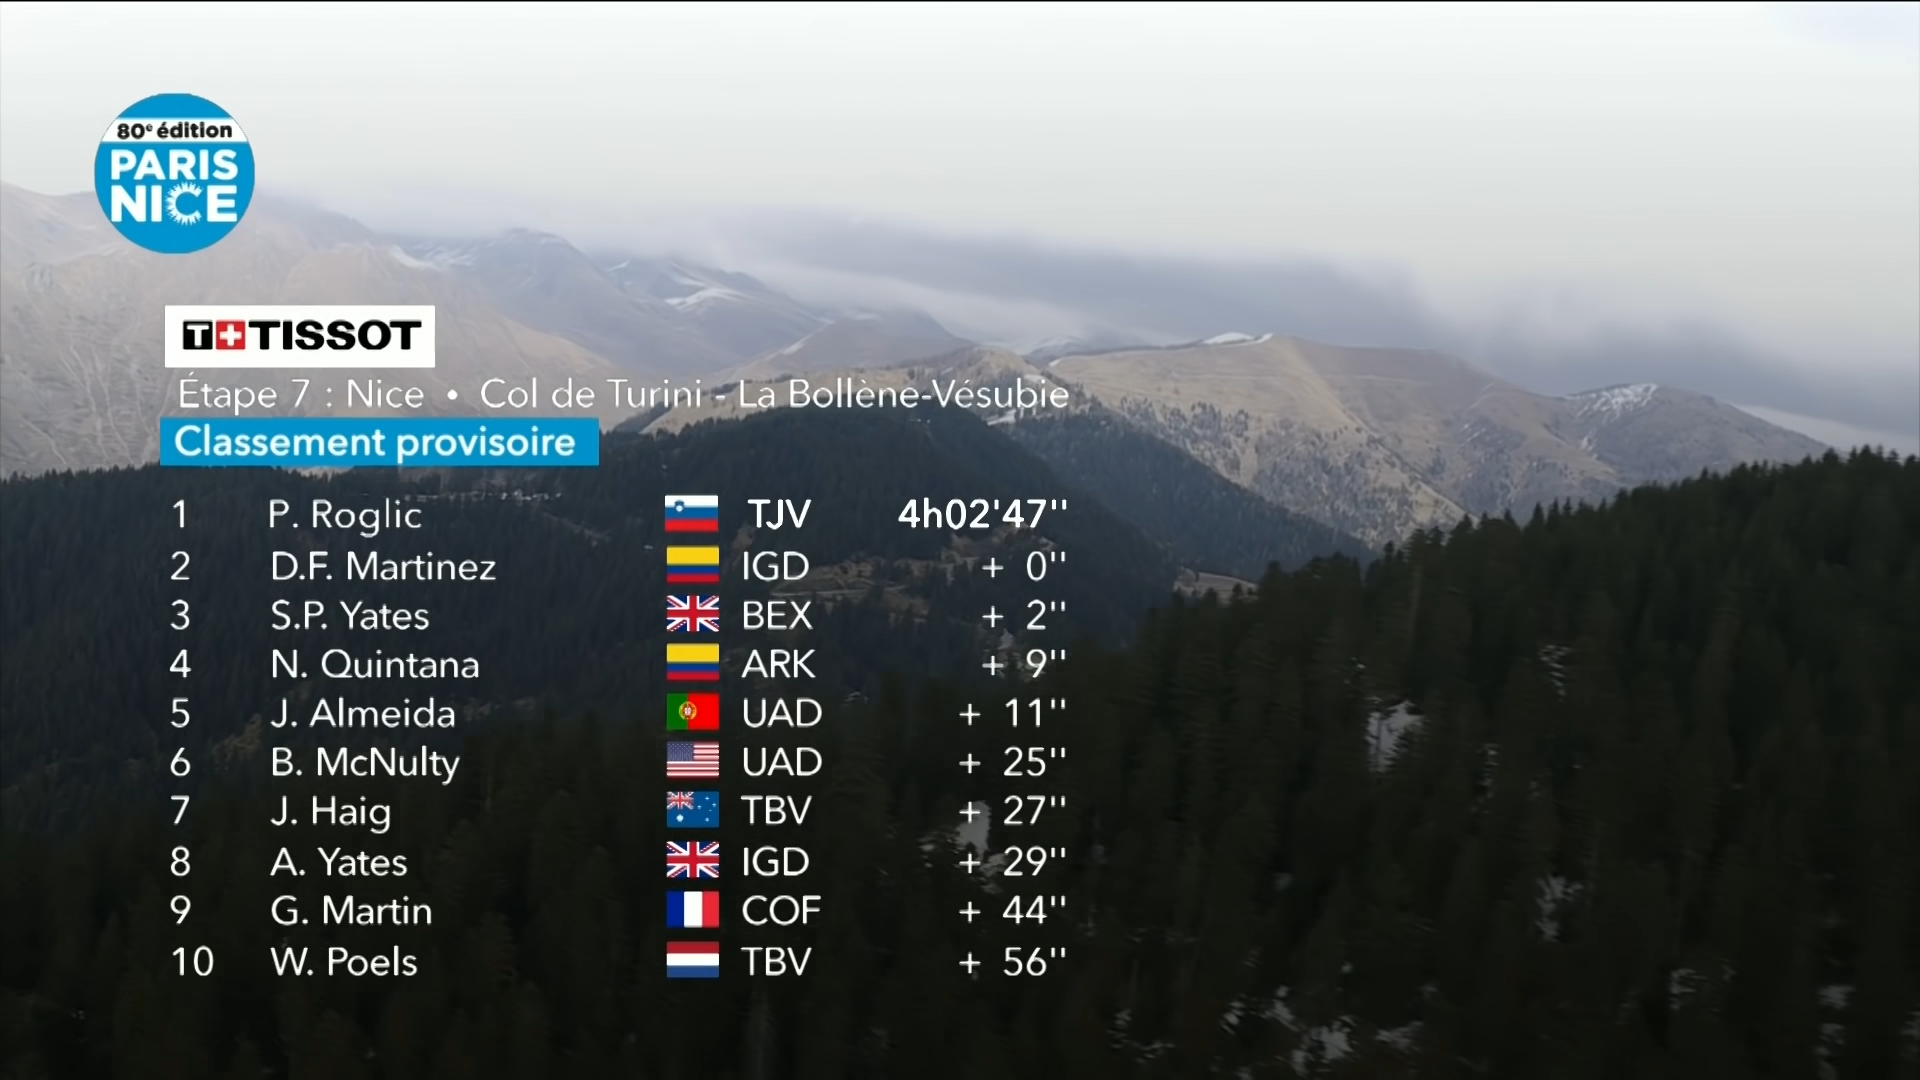 80e édition
PARIS
NICE
T+ TISSOT
Étape 7 : Nice • Col de Turini - La Bollène-Vésubie
Classement provisoire
1 P. Roglic TJV 4h02'47''
2 D.F. Martinez IGD + 0''
3 S.P. Yates BEX + 2''
4 N. Quintana ARK + 9''
5 J. Almeida UAD + 11''
6 B. McNulty UAD + 25''
7 J. Haig TBV + 27''
8 A. Yates IGD + 29''
9 G. Martin COF + 44''
10 W. Poels TBV + 56''